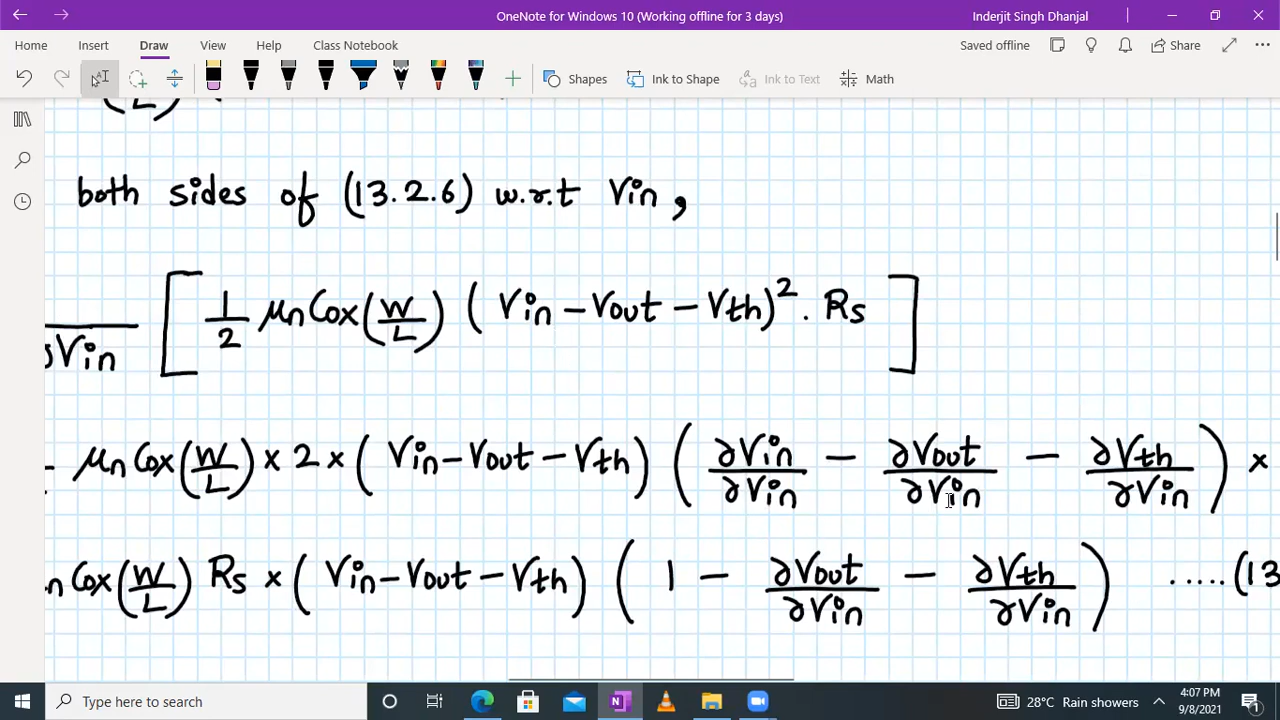 OneNote for Windows 10 (Working offline for 3 days)
Inderjit Singh Dhanjal
Home Insert Draw View Help Class Notebook
Saved offline Share
Shapes Ink to Shape Ink to Text Math
both sides of (13.2.6) w.r.t Vin,
∂Vin [ 1/2 μnCox(W/L) (Vin - Vout - Vth)². Rs ]
μnCox(W/L) × 2 × (Vin - Vout - Vth) (∂Vin/∂Vin - ∂Vout/∂Vin - ∂Vth/∂Vin) ×
nCox(W/L) Rs × (Vin - Vout - Vth) (1 - ∂Vout/∂Vin - ∂Vth/∂Vin) .....(13
Type here to search
28°C Rain showers
4:07 PM
9/8/2021
1